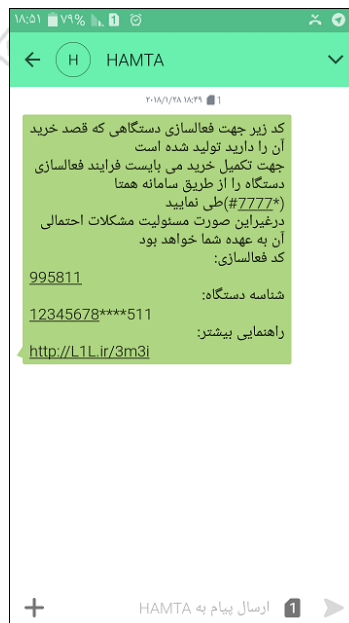 ۱۸:۵۱ ۷۹% 1
H HAMTA
۲۰۱۸/۱/۲۸ ۱۸:۴۹ 1
کد زیر جهت فعالسازی دستگاهی که قصد خرید
آن را دارید تولید شده است
جهت تکمیل خرید می بایست فرایند فعالسازی
دستگاه را از طریق سامانه همتا
(*7777#)طی نمایید
درغیراین صورت مسئولیت مشکلات احتمالی
آن به عهده شما خواهد بود
کد فعالسازی:
995811
شناسه دستگاه:
12345678****511
راهنمایی بیشتر:
http://L1L.ir/3m3i
ارسال پیام به HAMTA 1